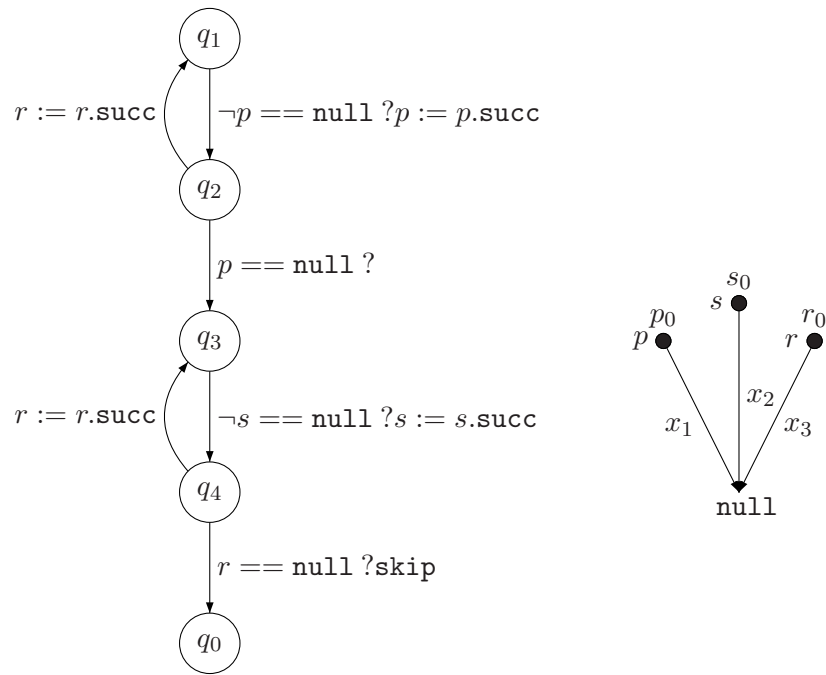 q₁
r := r.succ
¬p == null ?p := p.succ
q₂
p == null ?
q₃
r := r.succ
¬s == null ?s := s.succ
q₄
r == null ?skip
q₀
s₀
s
p₀
p
r₀
r
x₁
x₂
x₃
null